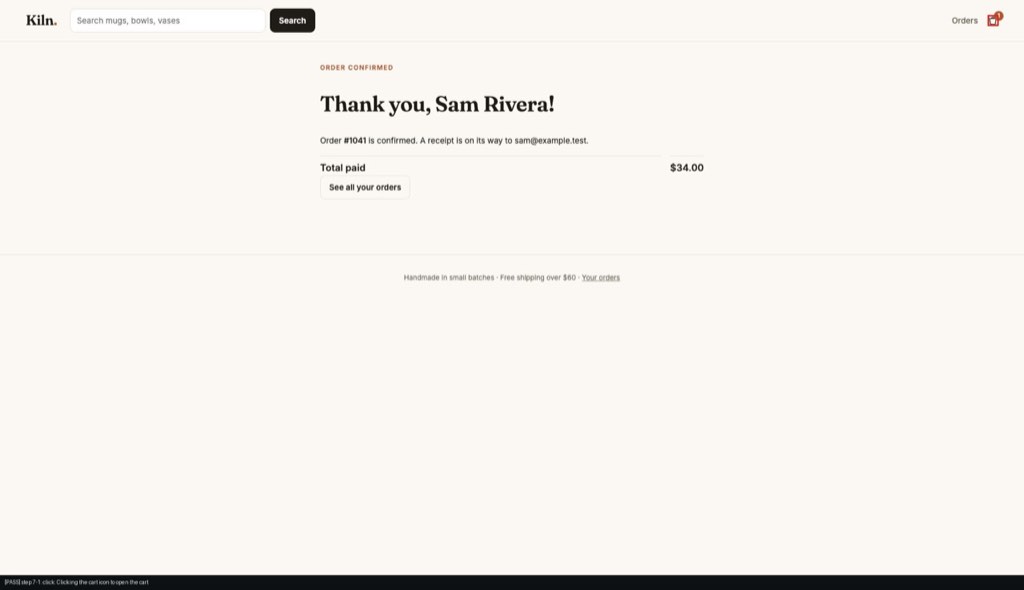 Kiln.
Search mugs, bowls, vases
Search
Orders
1
ORDER CONFIRMED
Thank you, Sam Rivera!
Order #1041 is confirmed. A receipt is on its way to sam@example.test.
Total paid $34.00
See all your orders
Handmade in small batches · Free shipping over $60 · Your orders
[PASS] step 7-1 click Clicking the cart icon to open the cart